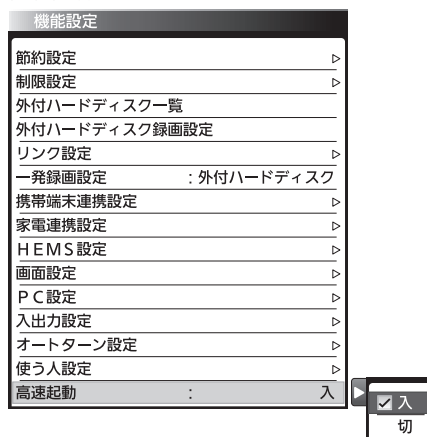 機能設定
節約設定
制限設定
外付ハードディスク一覧
外付ハードディスク録画設定
リンク設定
一発録画設定 : 外付ハードディスク
携帯端末連携設定
家電連携設定
ＨＥＭＳ設定
画面設定
ＰＣ設定
入出力設定
オートターン設定
使う人設定
高速起動 : 入
入
切